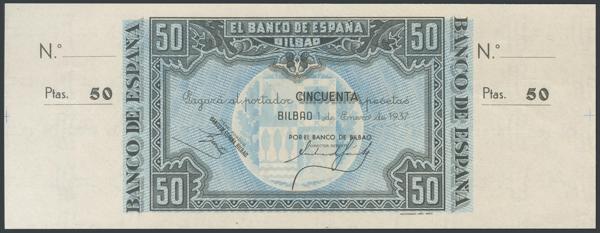 N.º
Ptas. 50
BANCO DE ESPAÑA
50
EL BANCO DE ESPAÑA
BILBAO
50
Pagará al portador CINCUENTA pesetas
BILBAO 1 de Enero de 1937
POR EL BANCO DE BILBAO
50
50
BANCO DE ESPAÑA
N.º
Ptas. 50